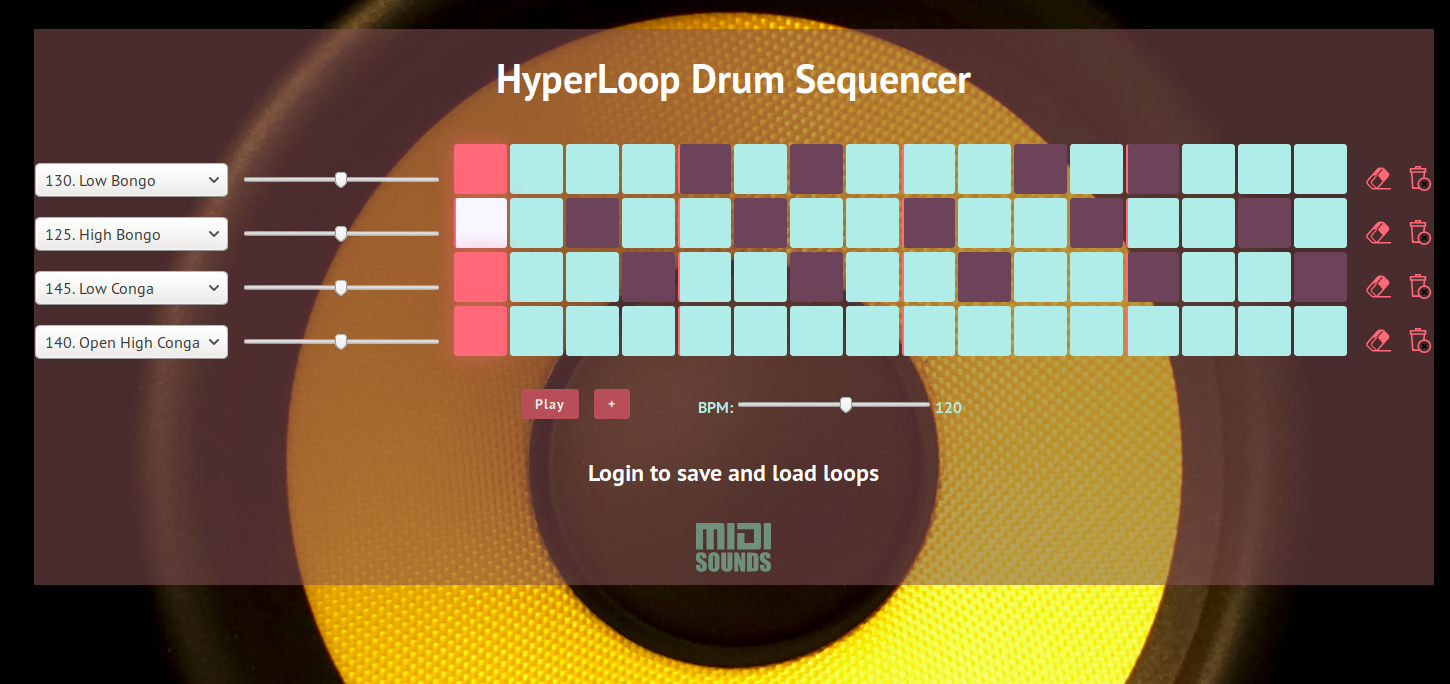 HyperLoop Drum Sequencer
130. Low Bongo
125. High Bongo
145. Low Conga
140. Open High Conga
Play + BPM: 120
Login to save and load loops
MIDI
SOUNDS